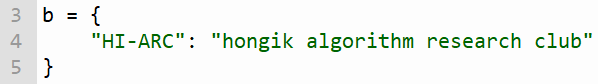 3 b = {
4     "HI-ARC": "hongik algorithm research club"
5 }